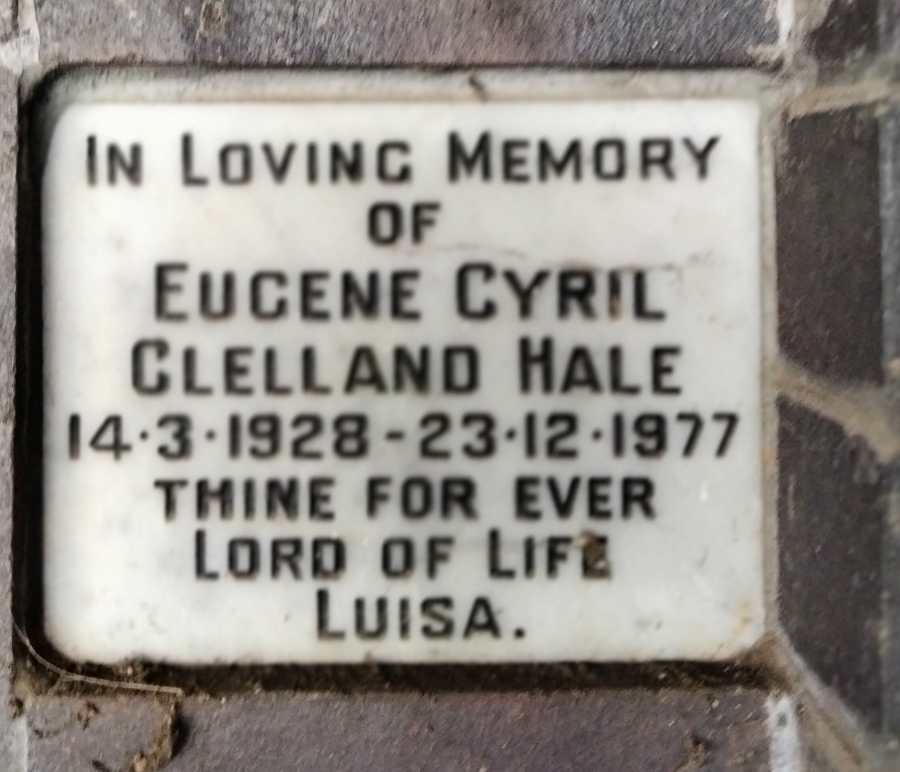 IN LOVING MEMORY
OF
EUGENE CYRIL
CLELLAND HALE
14·3·1928-23·12·1977
THINE FOR EVER
LORD OF LIFE
LUISA.